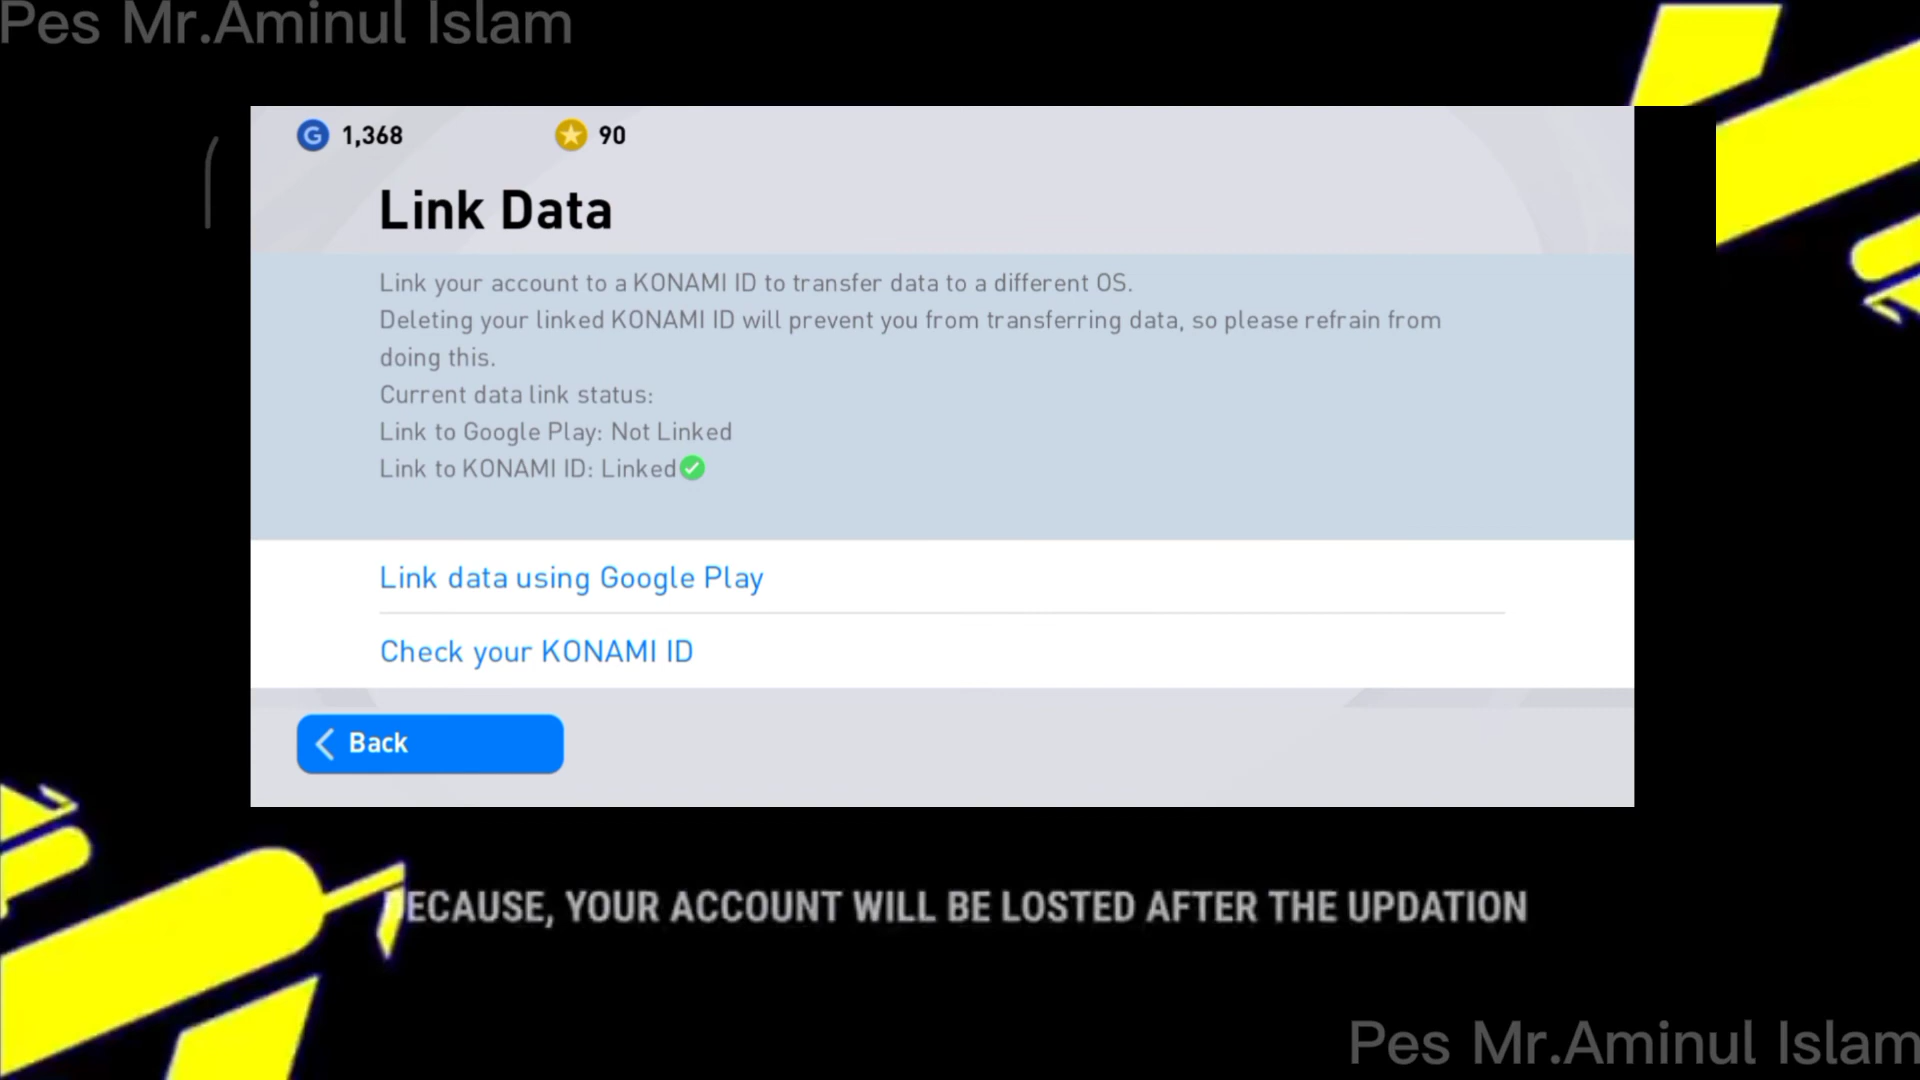 Pes Mr.Aminul Islam
G 1,368 90
Link Data
Link your account to a KONAMI ID to transfer data to a different OS.
Deleting your linked KONAMI ID will prevent you from transferring data, so please refrain from
doing this.
Current data link status:
Link to Google Play: Not Linked
Link to KONAMI ID: Linked
Link data using Google Play
Check your KONAMI ID
Back
ECAUSE, YOUR ACCOUNT WILL BE LOSTED AFTER THE UPDATION
Pes Mr.Aminul Islam